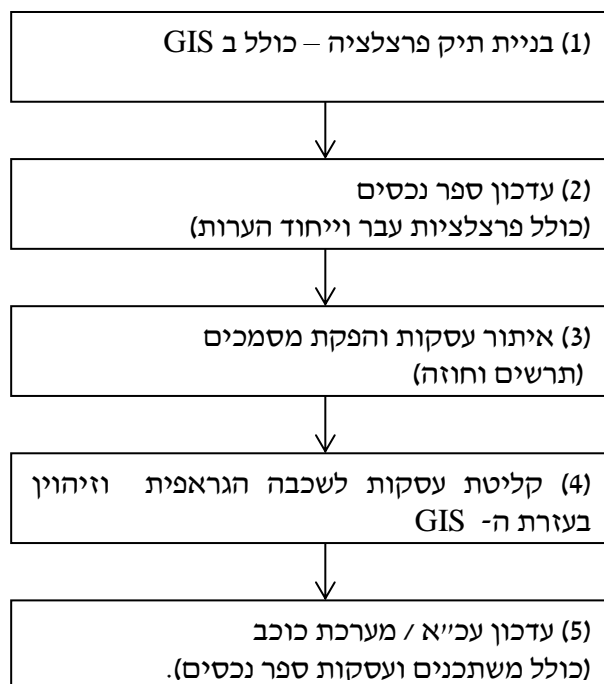 (1) בניית תיק פרצלציה – כולל ב GIS
(2) עדכון ספר נכסים
(כולל פרצלציות עבר וייחוד הערות)
(3) איתור עסקות והפקת מסמכים
(תרשים וחוזה)
(4) קליטת עסקות לשכבה הגראפית וזיהוין
בעזרת ה- GIS
(5) עדכון עכ״א / מערכת כוכב
(כולל משתכנים ועסקות ספר נכסים).